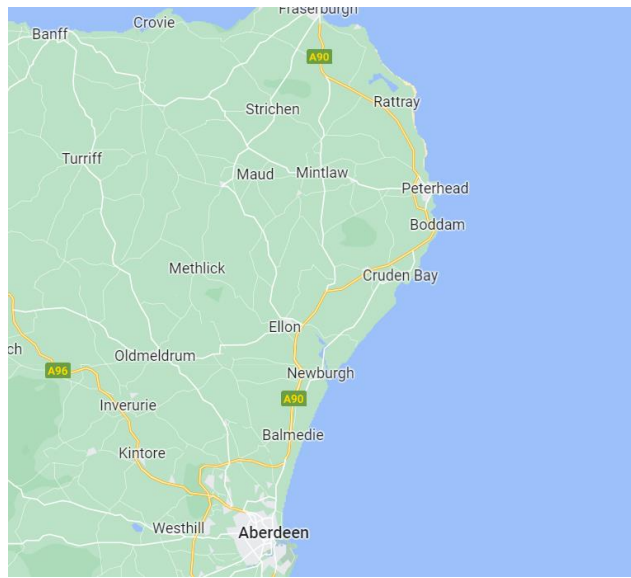 Fraserburgh
Crovie
Banff
A90
Rattray
Strichen
Turriff
Maud
Mintlaw
Peterhead
Boddam
Methlick
Cruden Bay
Ellon
ch
Oldmeldrum
A96
Newburgh
A90
Inverurie
Balmedie
Kintore
Westhill
Aberdeen